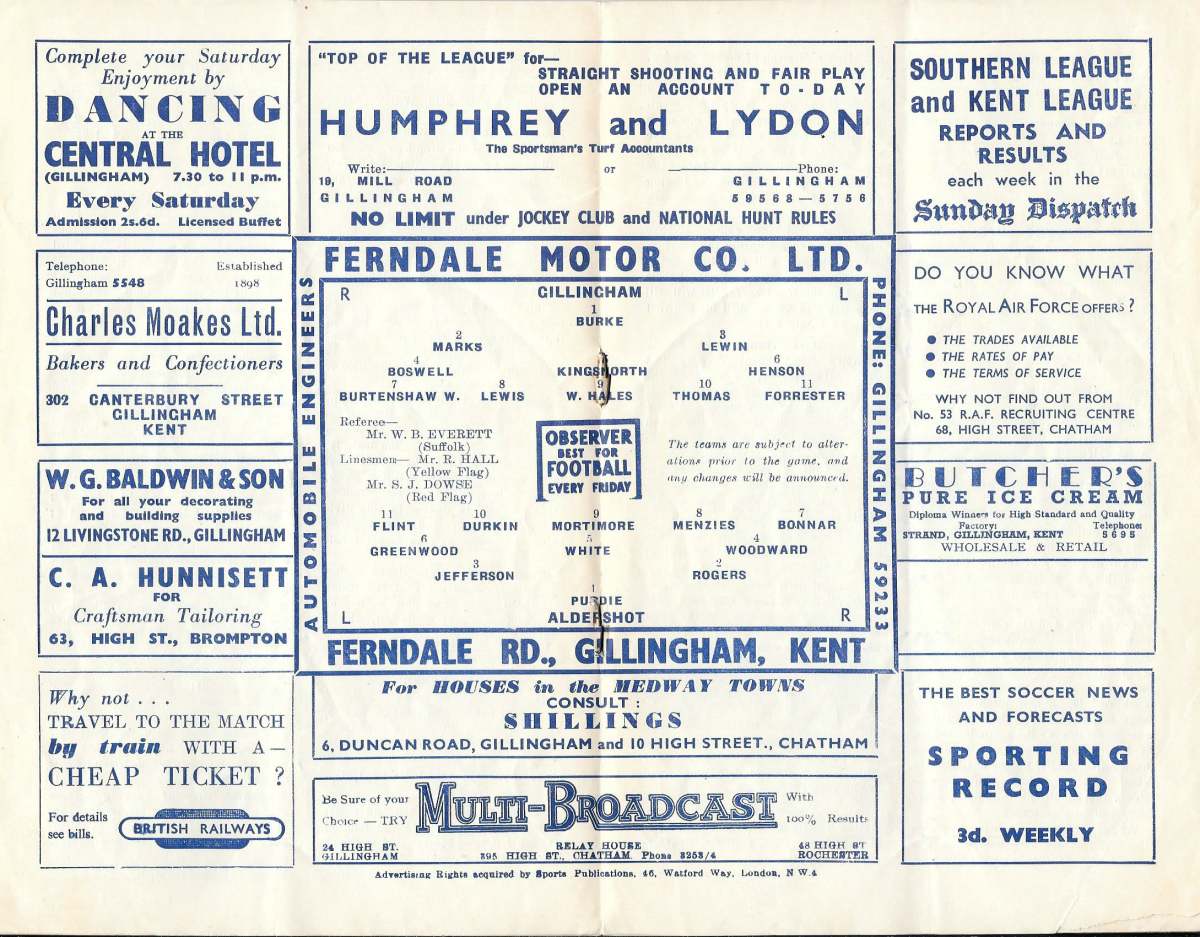 Complete your Saturday
Enjoyment by
DANCING
AT THE
CENTRAL HOTEL
(GILLINGHAM) 7.30 to 11 p.m.
Every Saturday
Admission 2s.6d. Licensed Buffet
Telephone: Established
Gillingham 5548 1898
Charles Moakes Ltd.
Bakers and Confectioners
302 CANTERBURY STREET
GILLINGHAM
KENT
W. G. BALDWIN & SON
For all your decorating
and building supplies
12 LIVINGSTONE RD., GILLINGHAM
C. A. HUNNISETT
FOR
Craftsman Tailoring
63, HIGH ST., BROMPTON
Why not . . .
TRAVEL TO THE MATCH
by train WITH A—
CHEAP TICKET ?
For details
see bills.
BRITISH RAILWAYS
"TOP OF THE LEAGUE" for—
STRAIGHT SHOOTING AND FAIR PLAY
OPEN AN ACCOUNT TO-DAY
HUMPHREY and LYDON
The Sportsman's Turf Accountants
Write: or Phone:
19, MILL ROAD GILLINGHAM
GILLINGHAM 59568—5756
NO LIMIT under JOCKEY CLUB and NATIONAL HUNT RULES
FERNDALE MOTOR CO. LTD.
AUTOMOBILE ENGINEERS
R GILLINGHAM L
1
BURKE
2 3
MARKS LEWIN
4 6
BOSWELL KINGSNORTH HENSON
7 8 9 10 11
BURTENSHAW W. LEWIS W. HALES THOMAS FORRESTER
Referee—
Mr. W. B. EVERETT
(Suffolk)
Linesmen— Mr. R. HALL
(Yellow Flag)
Mr. S. J. DOWSE
(Red Flag)
OBSERVER
BEST FOR
FOOTBALL
EVERY FRIDAY
The teams are subject to alter-
ations prior to the game, and
any changes will be announced.
11 10 9 8 7
FLINT DURKIN MORTIMORE MENZIES BONNAR
6 5 4
GREENWOOD WHITE WOODWARD
3 2
JEFFERSON ROGERS
1
PURDIE
L ALDERSHOT R
PHONE: GILLINGHAM 59233
FERNDALE RD., GILLINGHAM, KENT
For HOUSES in the MEDWAY TOWNS
CONSULT :
SHILLINGS
6, DUNCAN ROAD, GILLINGHAM and 10 HIGH STREET., CHATHAM
Be Sure of your MULTI-BROADCAST With
Choice — TRY 100% Results
24 HIGH ST. RELAY HOUSE 48 HIGH ST
GILLINGHAM 395 HIGH ST., CHATHAM. Phone 3253/4 ROCHESTER
Advertising Rights acquired by Sports Publications, 46, Watford Way, London, N W.4
SOUTHERN LEAGUE
and KENT LEAGUE
REPORTS AND
RESULTS
each week in the
Sunday Dispatch
DO YOU KNOW WHAT
THE ROYAL AIR FORCE OFFERS ?
● THE TRADES AVAILABLE
● THE RATES OF PAY
● THE TERMS OF SERVICE
WHY NOT FIND OUT FROM
No. 53 R.A.F. RECRUITING CENTRE
68, HIGH STREET, CHATHAM
BUTCHER'S
PURE ICE CREAM
Diploma Winners for High Standard and Quality
Factory: Telephone:
STRAND, GILLINGHAM, KENT 5695
WHOLESALE & RETAIL
THE BEST SOCCER NEWS
AND FORECASTS
SPORTING
RECORD
3d. WEEKLY